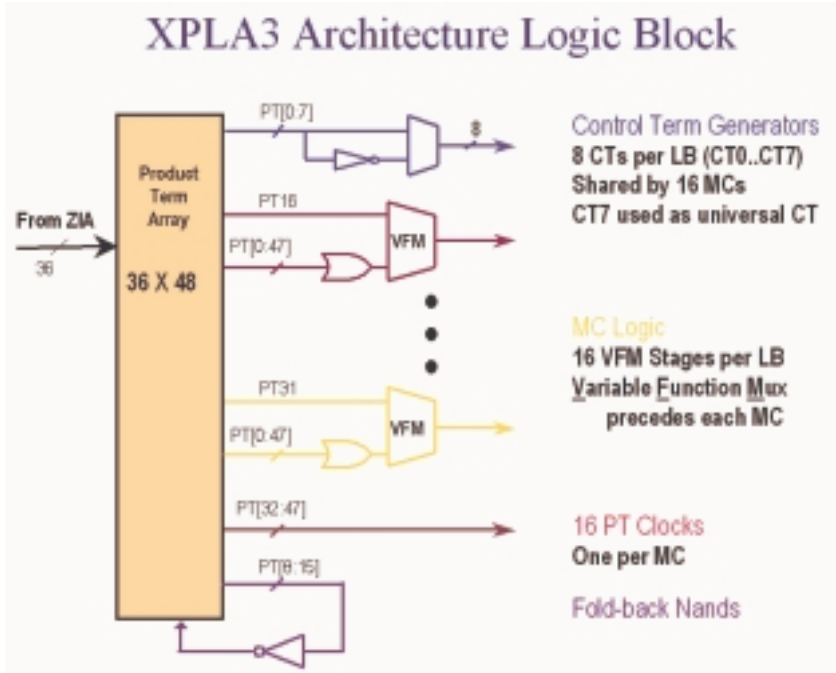 XPLA3 Architecture Logic Block
PT[0:7]
8
Control Term Generators
8 CTs per LB (CT0..CT7)
Shared by 16 MCs
CT7 used as universal CT
Product
Term
Array
36 X 48
From ZIA
36
PT16
PT[0:47]
VFM
MC Logic
16 VFM Stages per LB
Variable Function Mux
precedes each MC
PT31
PT[0:47]
VFM
PT[32:47]
16 PT Clocks
One per MC
PT[8:15]
Fold-back Nands